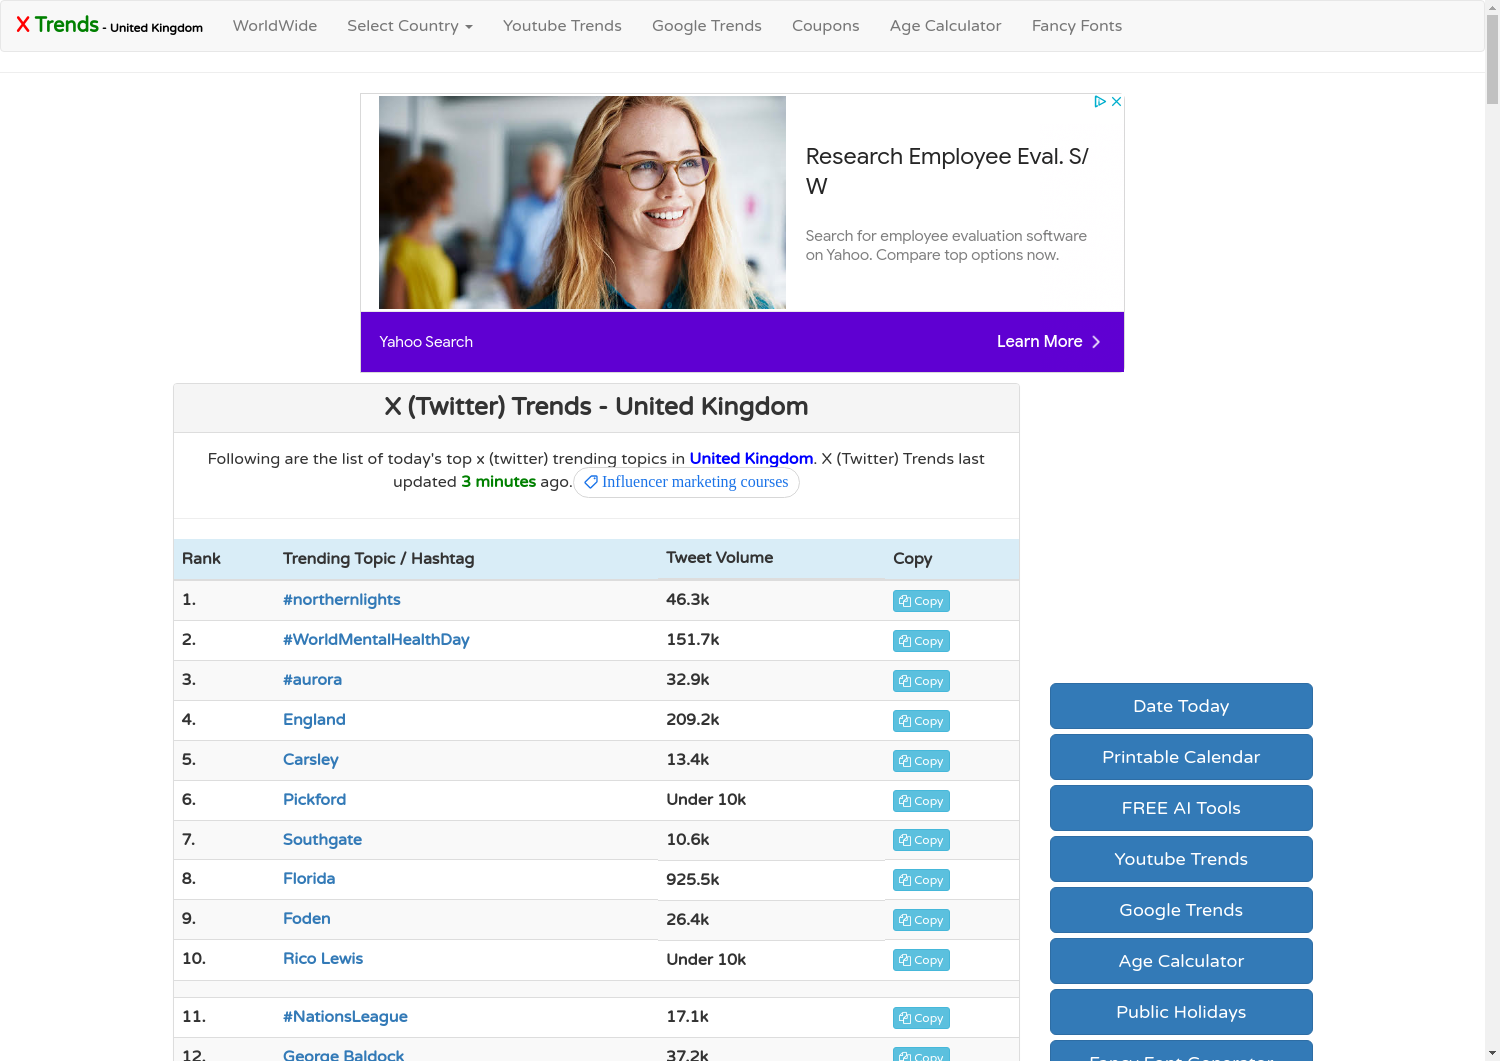 X Trends - United Kingdom
WorldWide
Select Country
Youtube Trends
Google Trends
Coupons
Age Calculator
Fancy Fonts
Research Employee Eval. S/
W
Search for employee evaluation software
on Yahoo. Compare top options now.
Yahoo Search
Learn More
X (Twitter) Trends - United Kingdom
Following are the list of today's top x (twitter) trending topics in United Kingdom. X (Twitter) Trends last
updated 3 minutes ago. Influencer marketing courses
Rank Trending Topic / Hashtag Tweet Volume Copy
1. #northernlights 46.3k Copy
2. #WorldMentalHealthDay 151.7k Copy
3. #aurora 32.9k Copy
4. England 209.2k Copy
5. Carsley 13.4k Copy
6. Pickford Under 10k Copy
7. Southgate 10.6k Copy
8. Florida 925.5k Copy
9. Foden 26.4k Copy
10. Rico Lewis Under 10k Copy
11. #NationsLeague 17.1k Copy
12. George Baldock 37.2k Copy
Date Today
Printable Calendar
FREE AI Tools
Youtube Trends
Google Trends
Age Calculator
Public Holidays
Fancy Font Generator